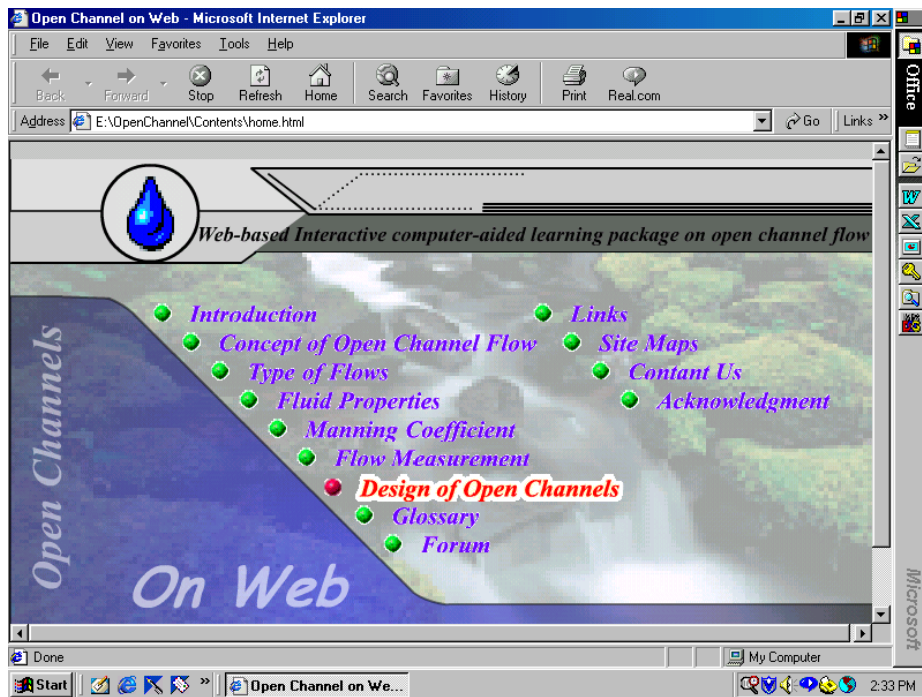 Open Channel on Web - Microsoft Internet Explorer
File Edit View Favorites Tools Help
Back Forward Stop Refresh Home Search Favorites History Print Real.com
Address E:\OpenChannel\Contents\home.html Go Links »
Office
Web-based Interactive computer-aided learning package on open channel flow
Introduction
Concept of Open Channel Flow
Type of Flows
Fluid Properties
Manning Coefficient
Flow Measurement
Design of Open Channels
Glossary
Forum
Links
Site Maps
Contant Us
Acknowledgment
Open Channels
On Web
Microsoft
Done My Computer
Start » Open Channel on We... 2:33 PM